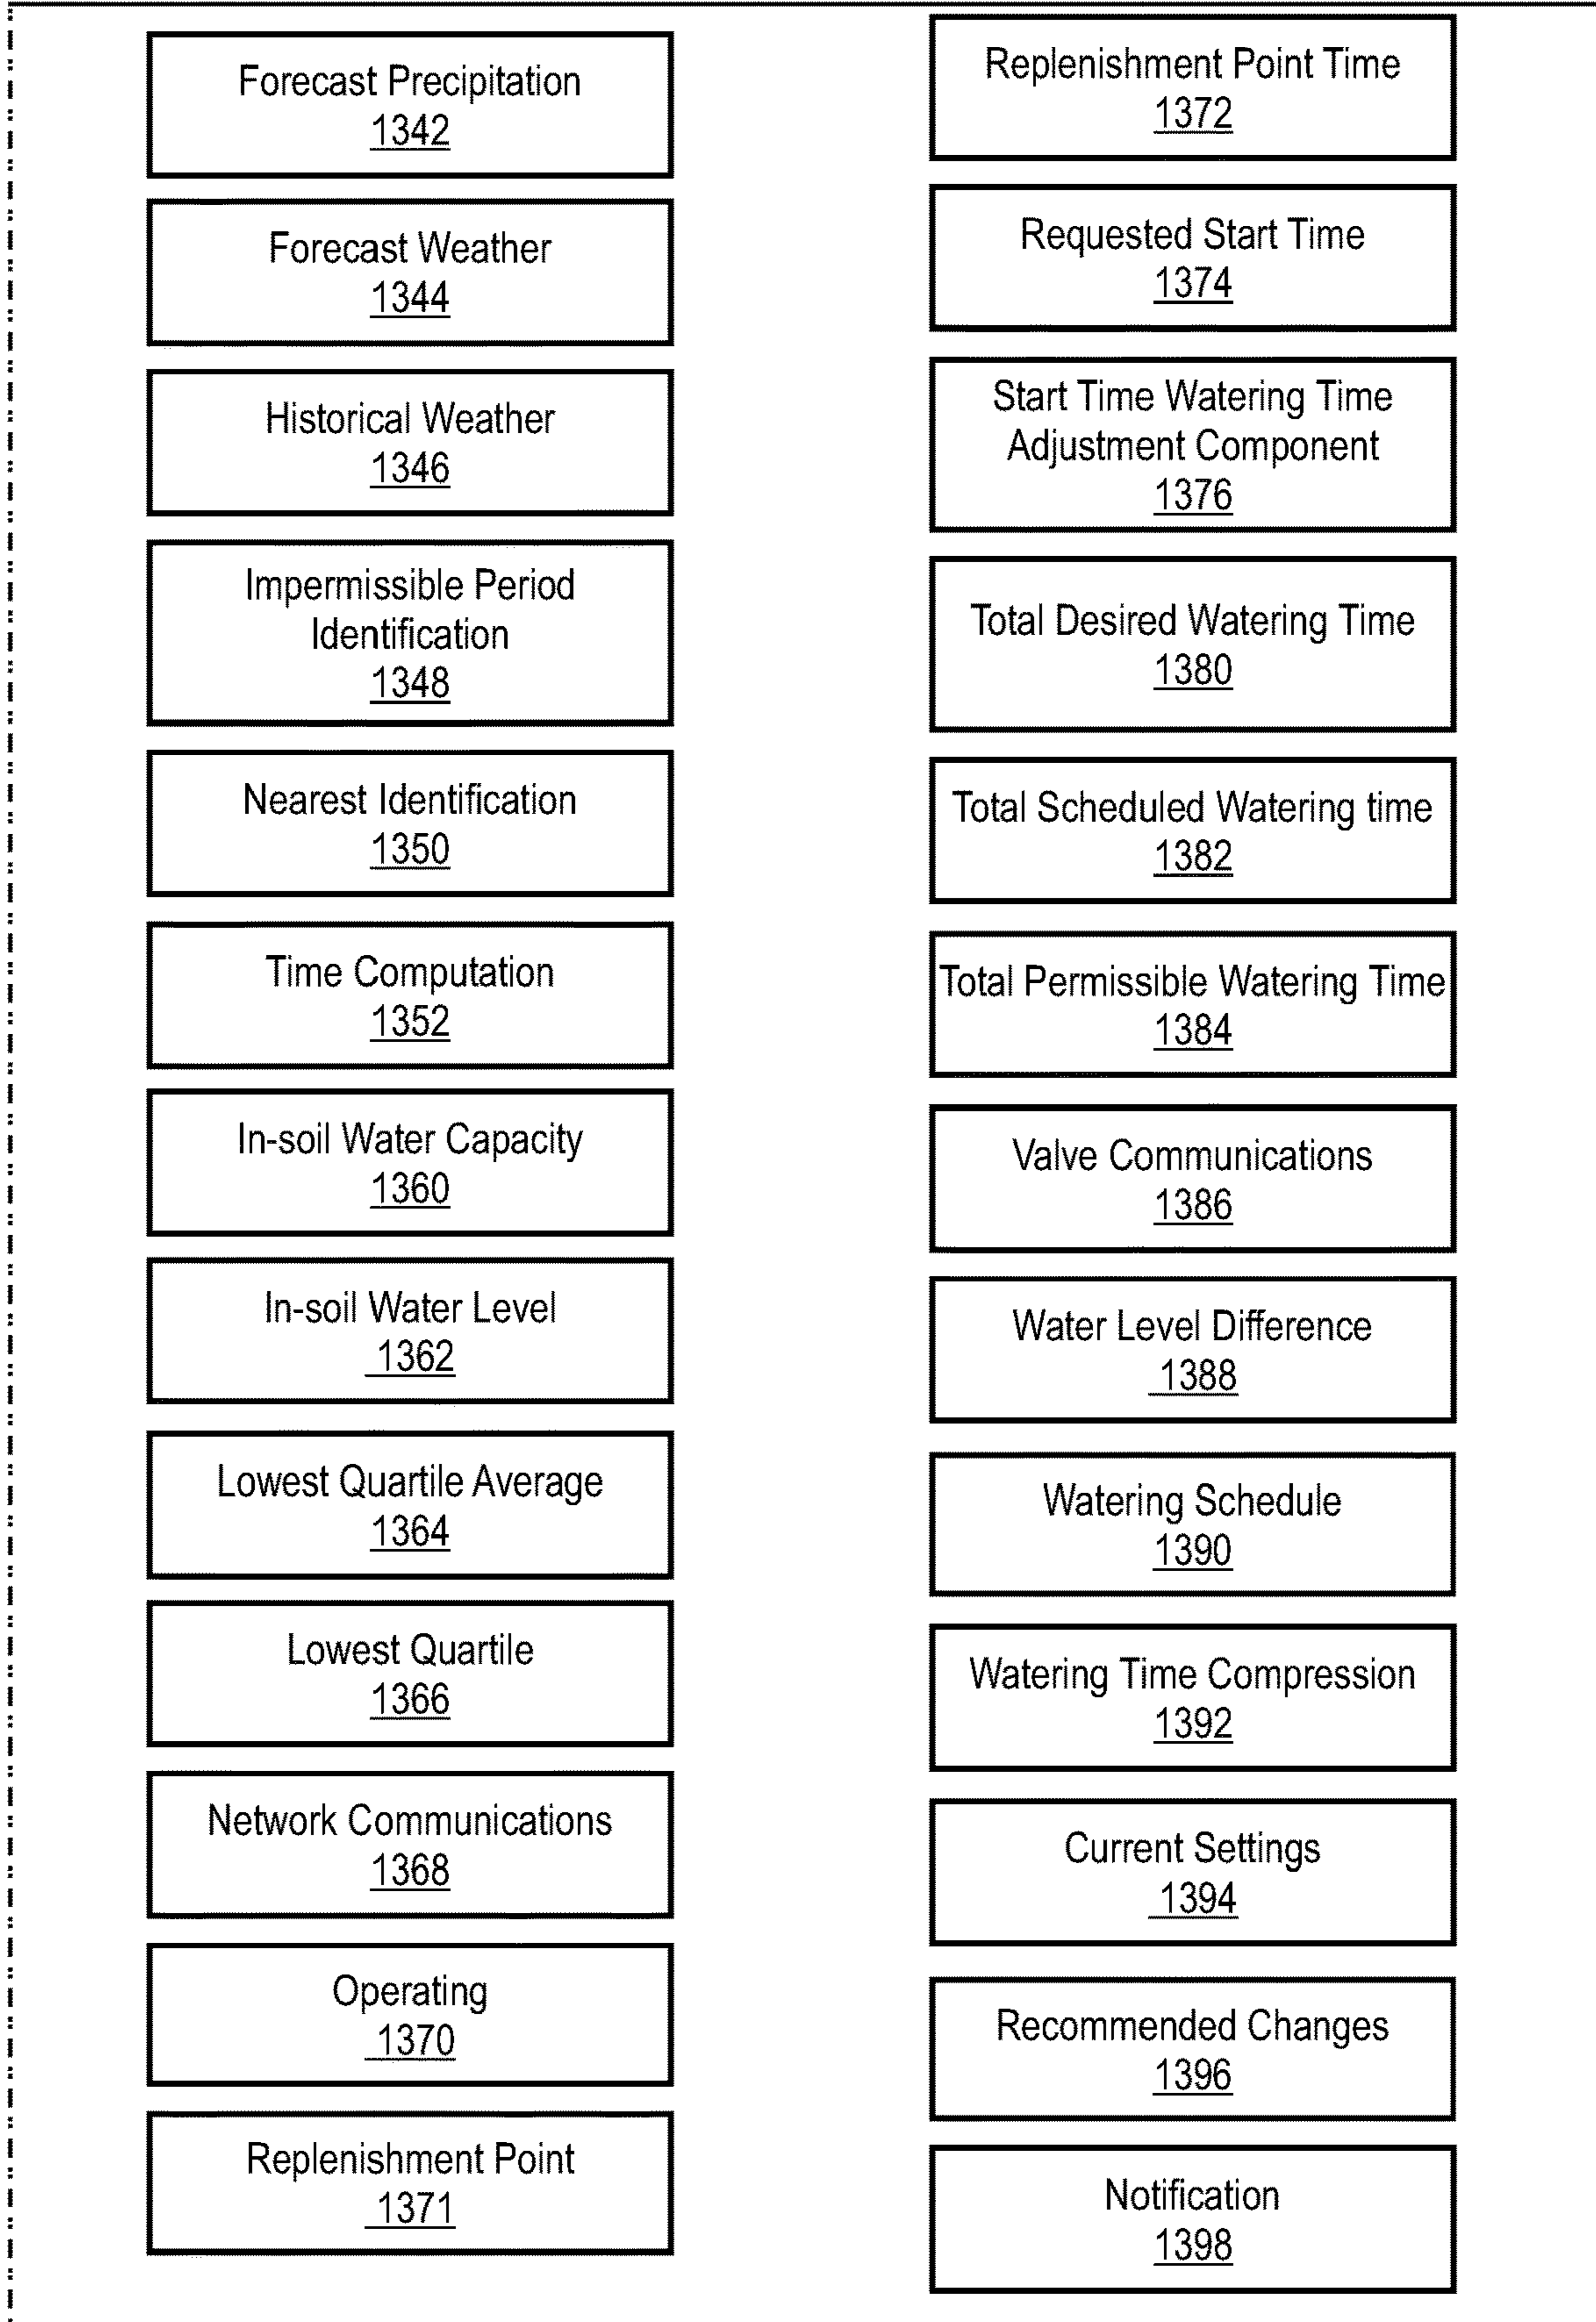 Forecast Precipitation
1342
Forecast Weather
1344
Historical Weather
1346
Impermissible Period
Identification
1348
Nearest Identification
1350
Time Computation
1352
In-soil Water Capacity
1360
In-soil Water Level
1362
Lowest Quartile Average
1364
Lowest Quartile
1366
Network Communications
1368
Operating
1370
Replenishment Point
1371
Replenishment Point Time
1372
Requested Start Time
1374
Start Time Watering Time
Adjustment Component
1376
Total Desired Watering Time
1380
Total Scheduled Watering time
1382
Total Permissible Watering Time
1384
Valve Communications
1386
Water Level Difference
1388
Watering Schedule
1390
Watering Time Compression
1392
Current Settings
1394
Recommended Changes
1396
Notification
1398